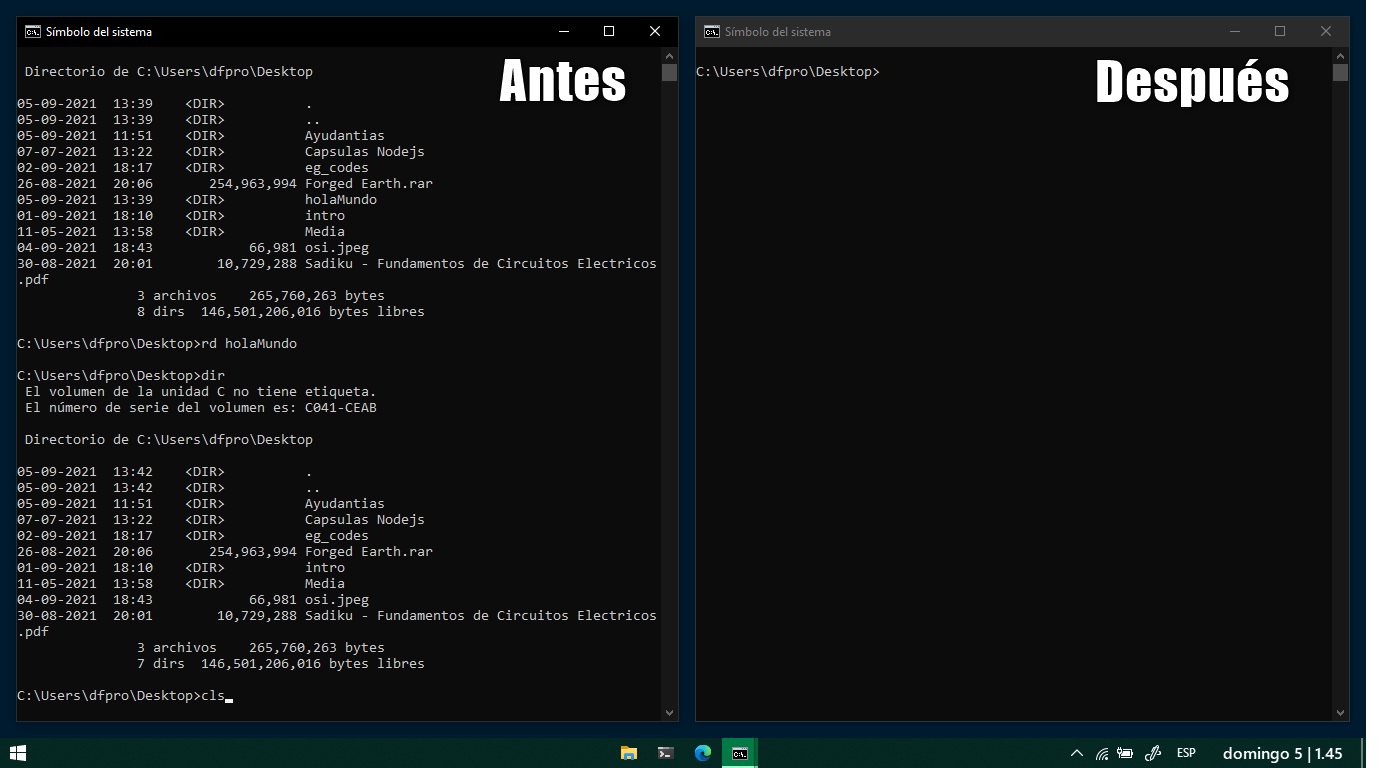 Símbolo del sistema
Antes
Directorio de C:\Users\dfpro\Desktop
05-09-2021  13:39    <DIR>          .
05-09-2021  13:39    <DIR>          ..
05-09-2021  11:51    <DIR>          Ayudantias
07-07-2021  13:22    <DIR>          Capsulas Nodejs
02-09-2021  18:17    <DIR>          eg_codes
26-08-2021  20:06       254,963,994 Forged Earth.rar
05-09-2021  13:39    <DIR>          holaMundo
01-09-2021  18:10    <DIR>          intro
11-05-2021  13:58    <DIR>          Media
04-09-2021  18:43            66,981 osi.jpeg
30-08-2021  20:01        10,729,288 Sadiku - Fundamentos de Circuitos Electricos
.pdf
3 archivos    265,760,263 bytes
8 dirs  146,501,206,016 bytes libres
C:\Users\dfpro\Desktop>rd holaMundo
C:\Users\dfpro\Desktop>dir
El volumen de la unidad C no tiene etiqueta.
El número de serie del volumen es: C041-CEAB
Directorio de C:\Users\dfpro\Desktop
05-09-2021  13:42    <DIR>          .
05-09-2021  13:42    <DIR>          ..
05-09-2021  11:51    <DIR>          Ayudantias
07-07-2021  13:22    <DIR>          Capsulas Nodejs
02-09-2021  18:17    <DIR>          eg_codes
26-08-2021  20:06       254,963,994 Forged Earth.rar
01-09-2021  18:10    <DIR>          intro
11-05-2021  13:58    <DIR>          Media
04-09-2021  18:43            66,981 osi.jpeg
30-08-2021  20:01        10,729,288 Sadiku - Fundamentos de Circuitos Electricos
.pdf
3 archivos    265,760,263 bytes
7 dirs  146,501,206,016 bytes libres
C:\Users\dfpro\Desktop>cls
Símbolo del sistema
Después
C:\Users\dfpro\Desktop>
ESP
domingo 5 | 1.45